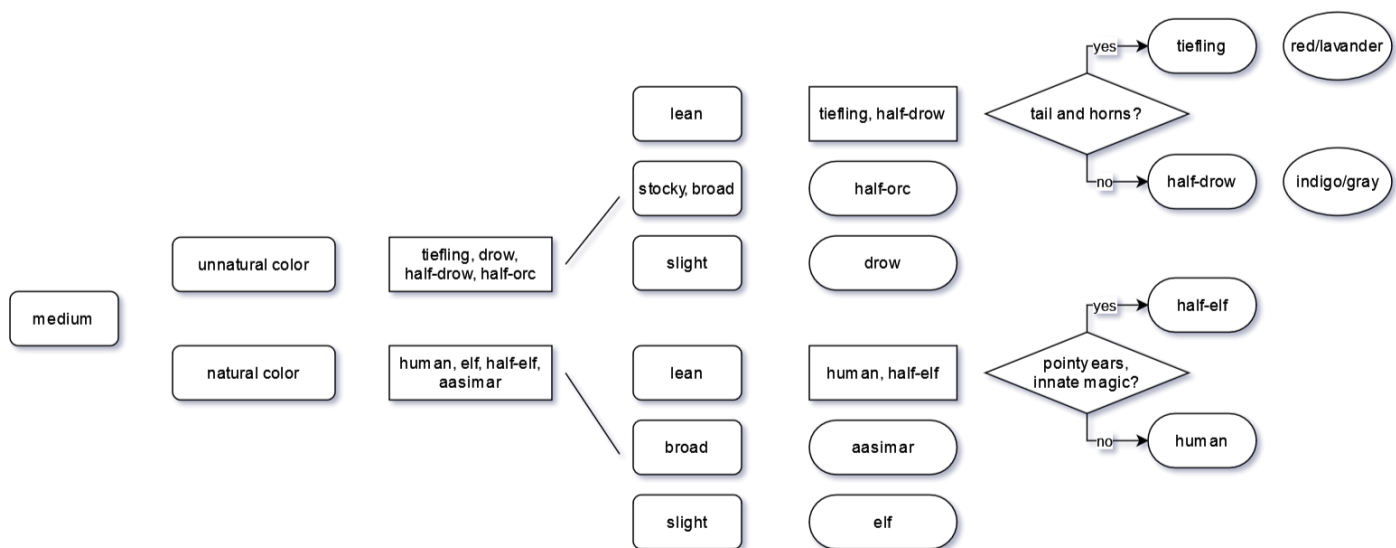 medium
unnatural color
natural color
tiefling, drow,
half-drow, half-orc
human, elf, half-elf,
aasimar
lean
stocky, broad
slight
lean
broad
slight
tiefling, half-drow
half-orc
drow
human, half-elf
aasimar
elf
tail and horns?
yes
no
tiefling
red/lavander
half-drow
indigo/gray
pointy ears,
innate magic?
yes
no
half-elf
human